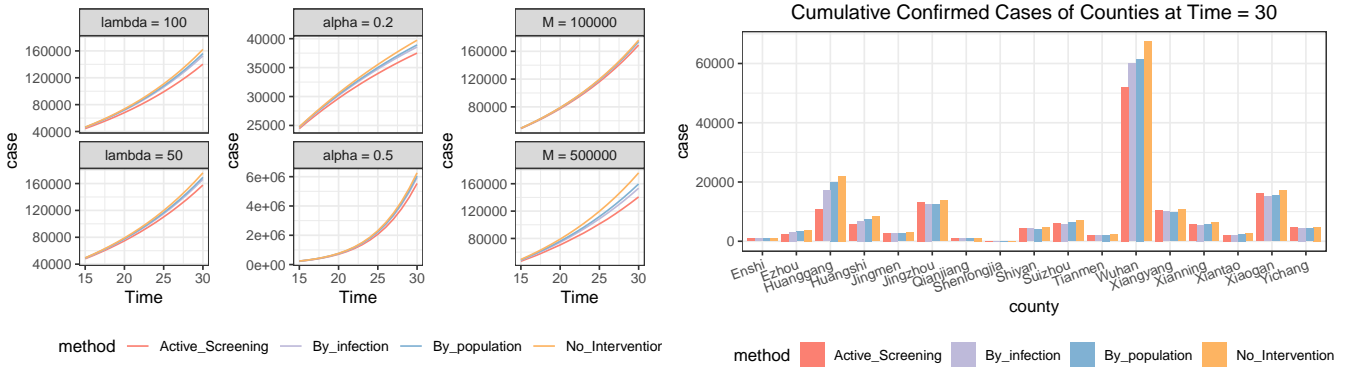 lambda = 100
alpha = 0.2
M = 100000
160000
120000
80000
40000
40000
35000
30000
25000
160000
120000
80000
case
case
case
lambda = 50
alpha = 0.5
M = 500000
160000
120000
80000
40000
6e+06
4e+06
2e+06
0e+00
160000
120000
80000
15 20 25 30
15 20 25 30
15 20 25 30
Time
Time
Time
method Active_Screening By_infection By_population No_Interventior
Cumulative Confirmed Cases of Counties at Time = 30
60000
40000
20000
0
case
Enshi
Ezhou
Huanggang
Huangshi
Jingmen
Jingzhou
Qianjiang
Shenlongjia
Shiyan
Suizhou
Tianmen
Wuhan
Xiangyang
Xianning
Xiantao
Xiaogan
Yichang
county
method Active_Screening By_infection By_population No_Intervention